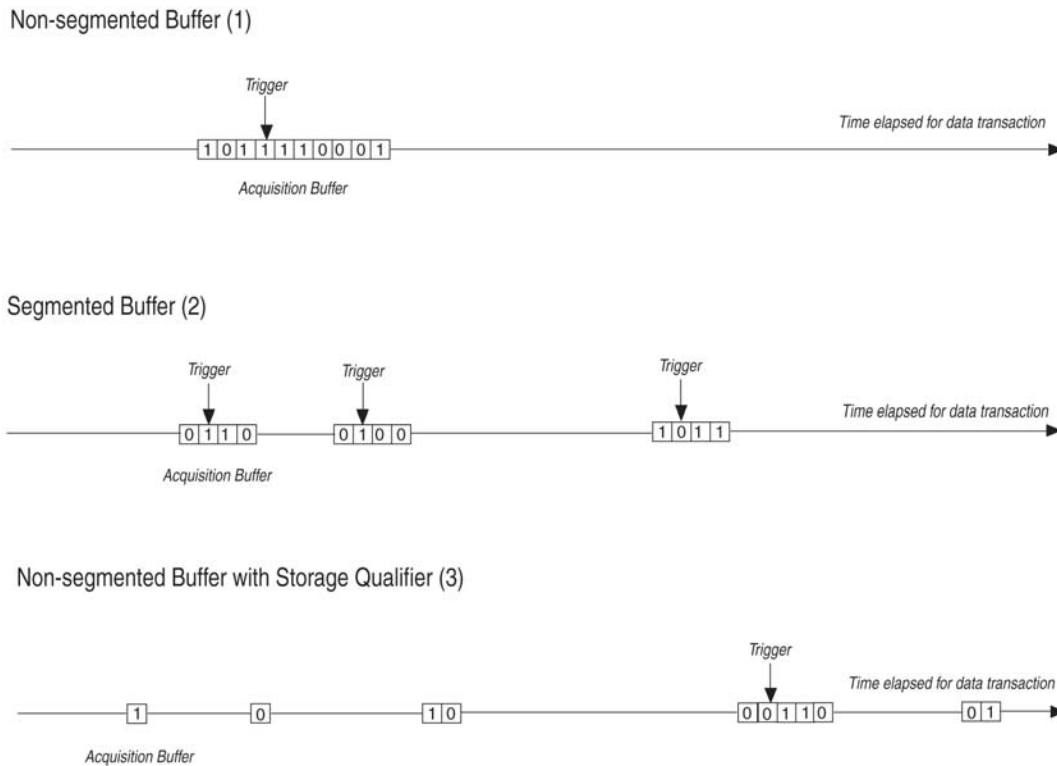 Non-segmented Buffer (1)
Trigger
Time elapsed for data transaction
1 0 1 1 1 1 0 0 0 1
Acquisition Buffer
Segmented Buffer (2)
Trigger Trigger Trigger
Time elapsed for data transaction
0 1 1 0 0 1 0 0 1 0 1 1
Acquisition Buffer
Non-segmented Buffer with Storage Qualifier (3)
Trigger
Time elapsed for data transaction
1 0 1 0 0 0 1 1 0 0 1
Acquisition Buffer